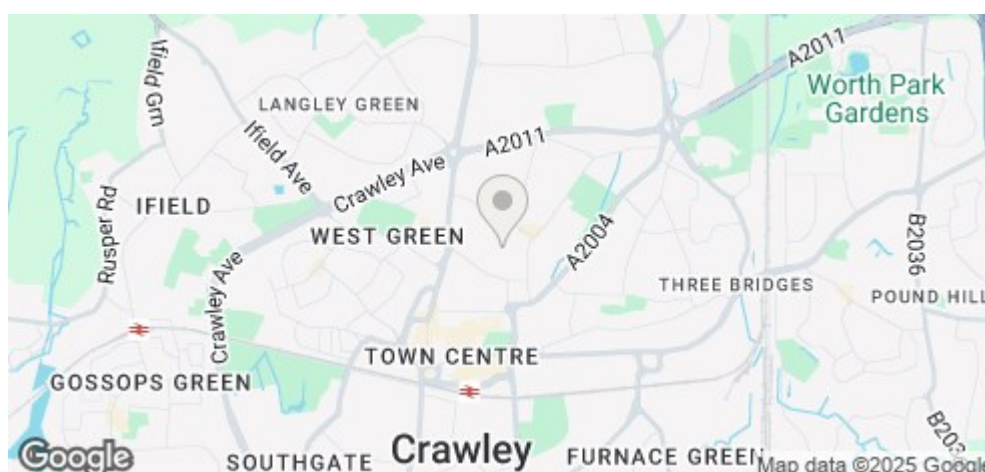 A2011
Ifield Grn
Worth Park
Gardens
LANGLEY GREEN
A2011
Ifield Ave
Crawley Ave
Rusper Rd
IFIELD
WEST GREEN
A2004
B2036
THREE BRIDGES
POUND HILL
Crawley Ave
TOWN CENTRE
GOSSOPS GREEN
B203
Crawley
Google
SOUTHGATE
FURNACE GREEN
Map data ©2025 Google